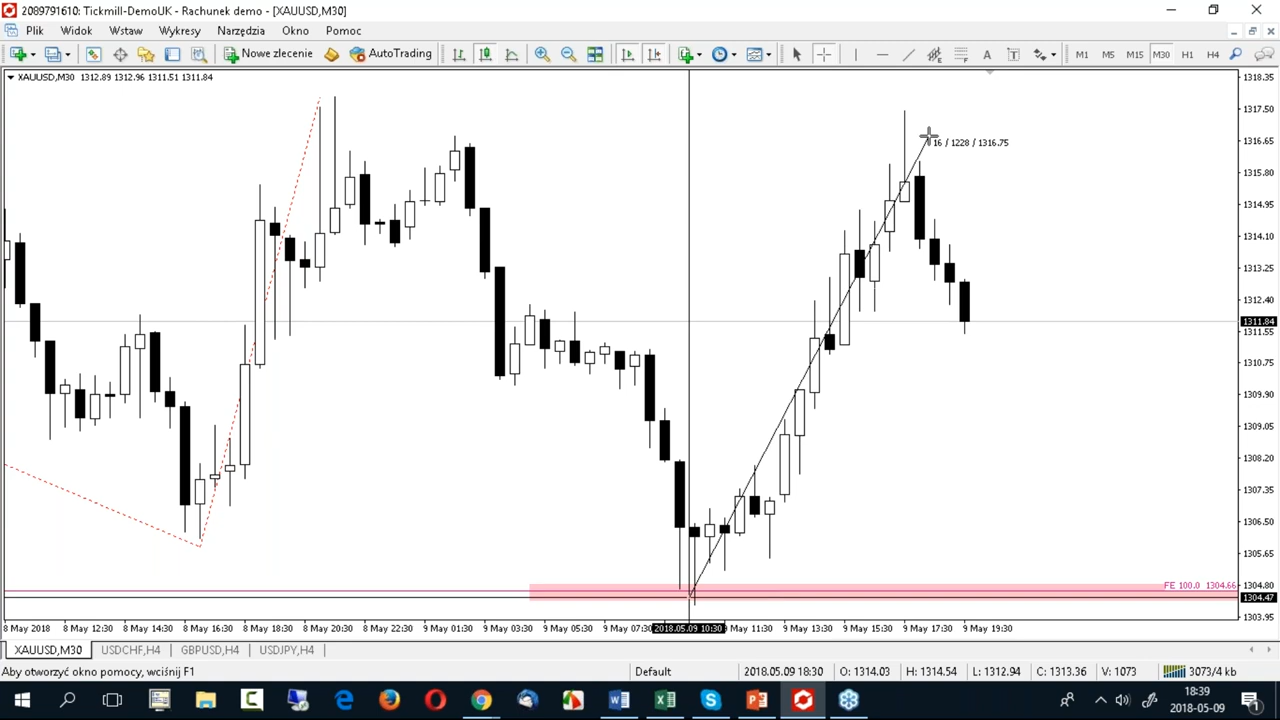 2089791610: Tickmill-DemoUK - Rachunek demo - [XAUUSD,M30]
Plik Widok Wstaw Wykresy Narzędzia Okno Pomoc
Nowe zlecenie AutoTrading A T M1 M5 M15 M30 H1 H4
XAUUSD,M30 1312.89 1312.96 1311.51 1311.84
1318.35
1317.50
16 / 1228 / 1316.75
1316.65
1315.80
1314.95
1314.10
1313.25
1312.40
1311.84
1311.55
1310.75
1309.90
1309.05
1308.20
1307.35
1306.50
1305.65
FE 100.0 1304.66
1304.80
1304.47
1303.95
8 May 2018 8 May 12:30 8 May 14:30 8 May 16:30 8 May 18:30 8 May 20:30 8 May 22:30 9 May 01:30 9 May 03:30 9 May 05:30 9 May 07:30 2018.05.09 10:30 May 11:30 9 May 13:30 9 May 15:30 9 May 17:30 9 May 19:30
XAUUSD,M30 USDCHF,H4 GBPUSD,H4 USDJPY,H4
Aby otworzyć okno pomocy, wciśnij F1 Default 2018.05.09 18:30 O: 1314.03 H: 1314.54 L: 1312.94 C: 1313.36 V: 1073 3073/4 kb
18:39
2018-05-09